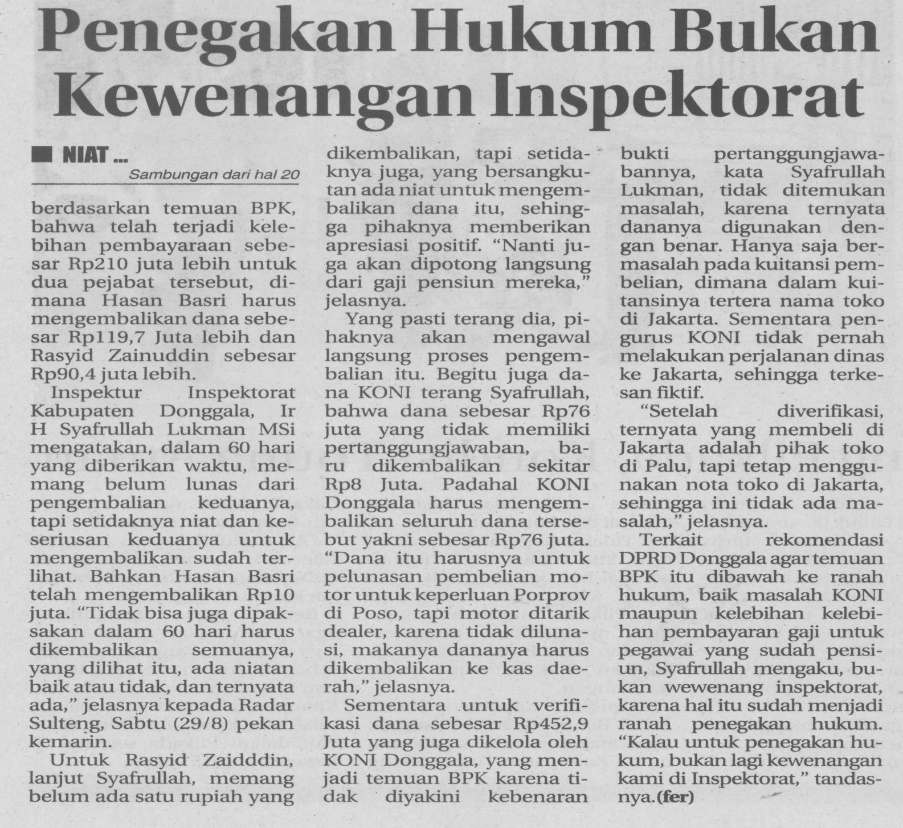 Penegakan Hukum Bukan
Kewenangan Inspektorat
■ NIAT ...
Sambungan dari hal 20
berdasarkan temuan BPK,
bahwa telah terjadi kele-
bihan pembayaraan sebe-
sar Rp210 juta lebih untuk
dua pejabat tersebut, di-
mana Hasan Basri harus
mengembalikan dana sebe-
sar Rp119,7 Juta lebih dan
Rasyid Zainuddin sebesar
Rp90,4 juta lebih.
Inspektur Inspektorat
Kabupaten Donggala, Ir
H Syafrullah Lukman MSi
mengatakan, dalam 60 hari
yang diberikan waktu, me-
mang belum lunas dari
pengembalian keduanya,
tapi setidaknya niat dan ke-
seriusan keduanya untuk
mengembalikan sudah ter-
lihat. Bahkan Hasan Basri
telah mengembalikan Rp10
juta. “Tidak bisa juga dipak-
sakan dalam 60 hari harus
dikembalikan semuanya,
yang dilihat itu, ada niatan
baik atau tidak, dan ternyata
ada,” jelasnya kepada Radar
Sulteng, Sabtu (29/8) pekan
kemarin.
Untuk Rasyid Zaidddin,
lanjut Syafrullah, memang
belum ada satu rupiah yang
dikembalikan, tapi setida-
knya juga, yang bersangku-
tan ada niat untuk mengem-
balikan dana itu, sehing-
ga pihaknya memberikan
apresiasi positif. “Nanti ju-
ga akan dipotong langsung
dari gaji pensiun mereka,”
jelasnya.
Yang pasti terang dia, pi-
haknya akan mengawal
langsung proses pengem-
balian itu. Begitu juga da-
na KONI terang Syafrullah,
bahwa dana sebesar Rp76
juta yang tidak memiliki
pertanggungjawaban, ba-
ru dikembalikan sekitar
Rp8 Juta. Padahal KONI
Donggala harus mengem-
balikan seluruh dana terse-
but yakni sebesar Rp76 juta.
“Dana itu harusnya untuk
pelunasan pembelian mo-
tor untuk keperluan Porprov
di Poso, tapi motor ditarik
dealer, karena tidak diluna-
si, makanya dananya harus
dikembalikan ke kas dae-
rah,” jelasnya.
Sementara untuk verifi-
kasi dana sebesar Rp452,9
Juta yang juga dikelola oleh
KONI Donggala, yang men-
jadi temuan BPK karena ti-
dak diyakini kebenaran
bukti pertanggungjawa-
bannya, kata Syafrullah
Lukman, tidak ditemukan
masalah, karena ternyata
dananya digunakan den-
gan benar. Hanya saja ber-
masalah pada kuitansi pem-
belian, dimana dalam kui-
tansinya tertera nama toko
di Jakarta. Sementara pen-
gurus KONI tidak pernah
melakukan perjalanan dinas
ke Jakarta, sehingga terke-
san fiktif.
“Setelah diverifikasi,
ternyata yang membeli di
Jakarta adalah pihak toko
di Palu, tapi tetap menggu-
nakan nota toko di Jakarta,
sehingga ini tidak ada ma-
salah,” jelasnya.
Terkait rekomendasi
DPRD Donggala agar temuan
BPK itu dibawah ke ranah
hukum, baik masalah KONI
maupun kelebihan kelebi-
han pembayaran gaji untuk
pegawai yang sudah pensi-
un, Syafrullah mengaku, bu-
kan wewenang inspektorat,
karena hal itu sudah menjadi
ranah penegakan hukum.
“Kalau untuk penegakan hu-
kum, bukan lagi kewenangan
kami di Inspektorat,” tandas-
nya.(fer)